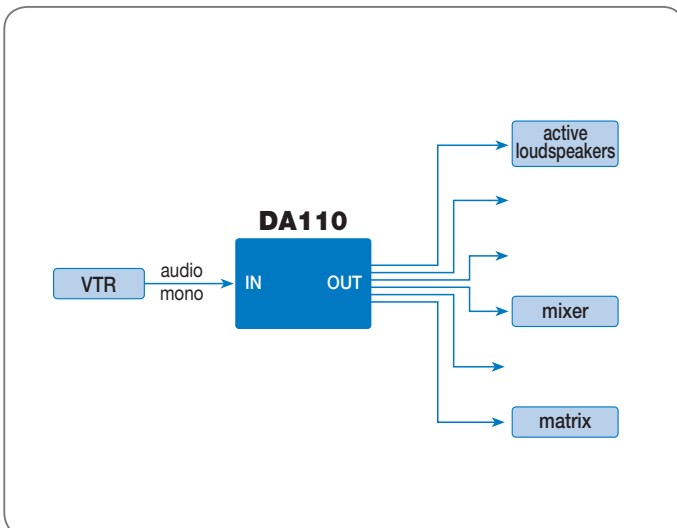 active
loudspeakers
DA110
audio
mono
VTR
IN
OUT
mixer
matrix